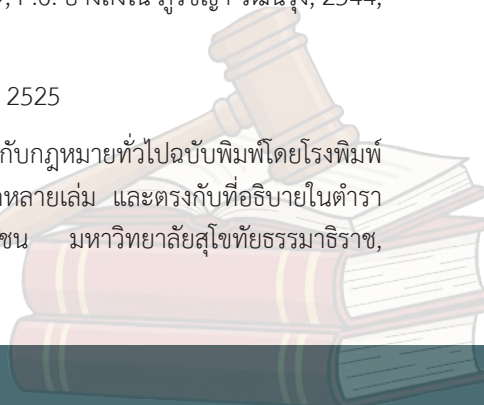 2525
กับกฎหมายทั่วไปฉบับพิมพ์โดยโรงพิมพ์
หลายเล่ม และตรงกับที่อธิบายในตำรา
ชน มหาวิทยาลัยสุโขทัยธรรมาธิราช,